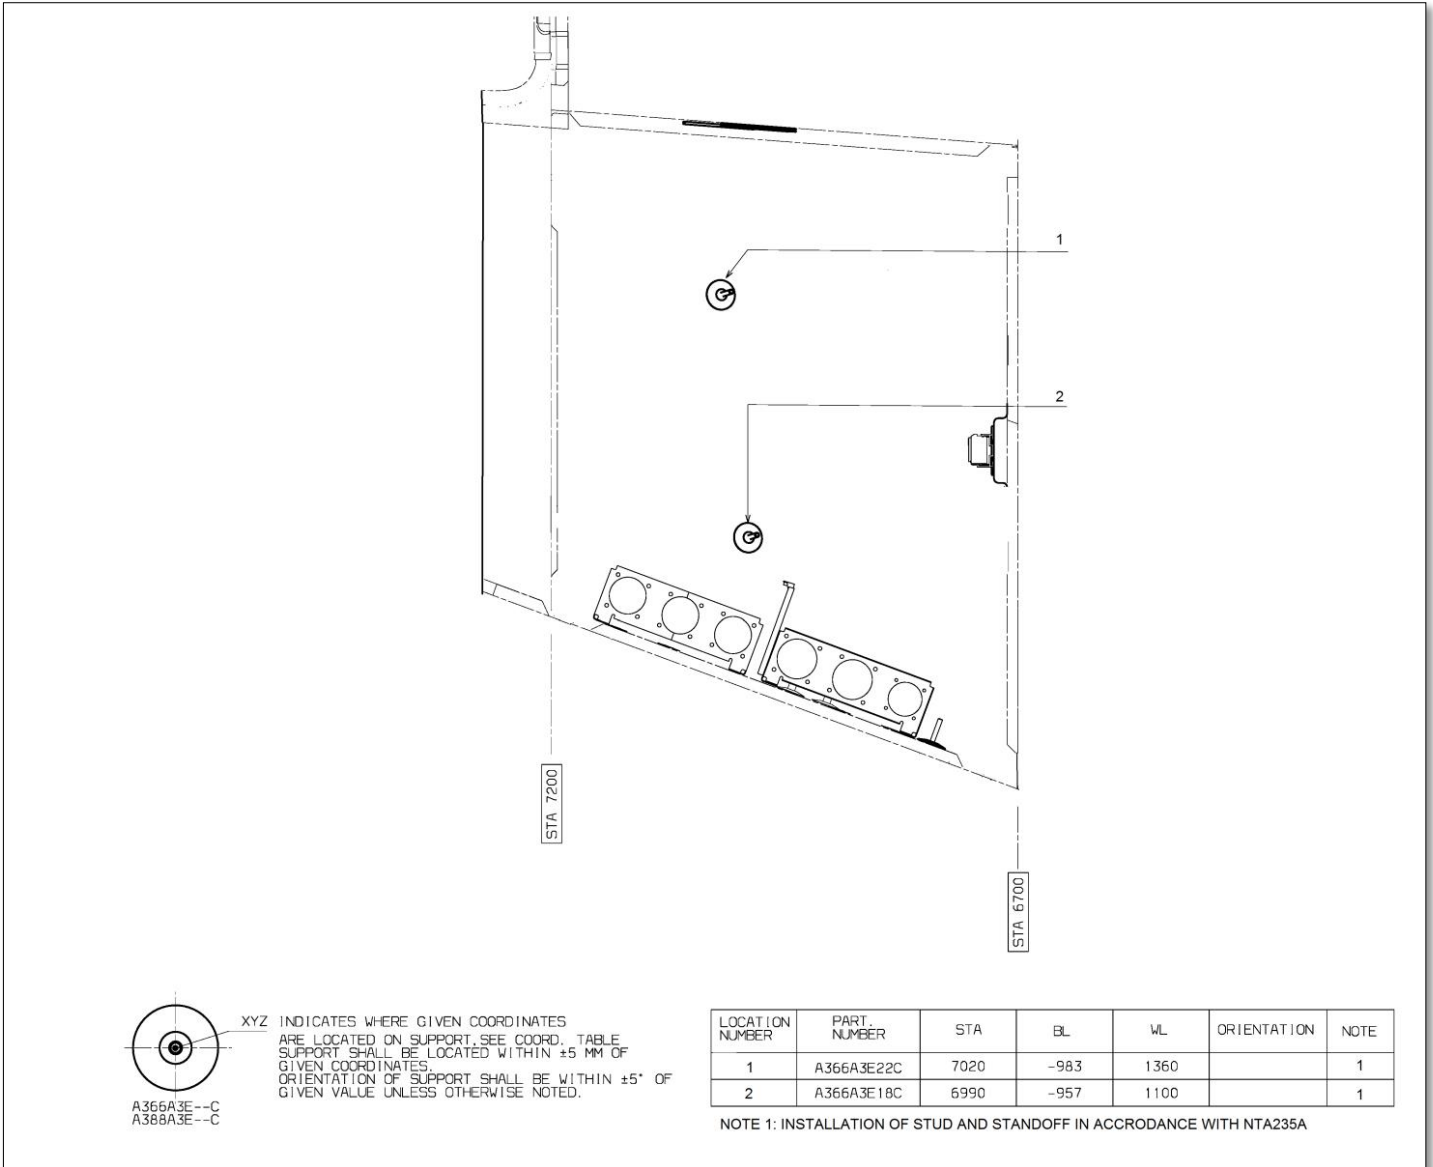 1
2
STA 7200
STA 6700
XYZ INDICATES WHERE GIVEN COORDINATES
ARE LOCATED ON SUPPORT, SEE COORD. TABLE
SUPPORT SHALL BE LOCATED WITHIN ±5 MM OF
GIVEN COORDINATES.
ORIENTATION OF SUPPORT SHALL BE WITHIN ±5° OF
GIVEN VALUE UNLESS OTHERWISE NOTED.
A366A3E--C
A388A3E--C
LOCATION NUMBER PART. NUMBER STA BL WL ORIENTATION NOTE
1 A366A3E22C 7020 -983 1360 1
2 A366A3E18C 6990 -957 1100 1
NOTE 1: INSTALLATION OF STUD AND STANDOFF IN ACCRODANCE WITH NTA235A